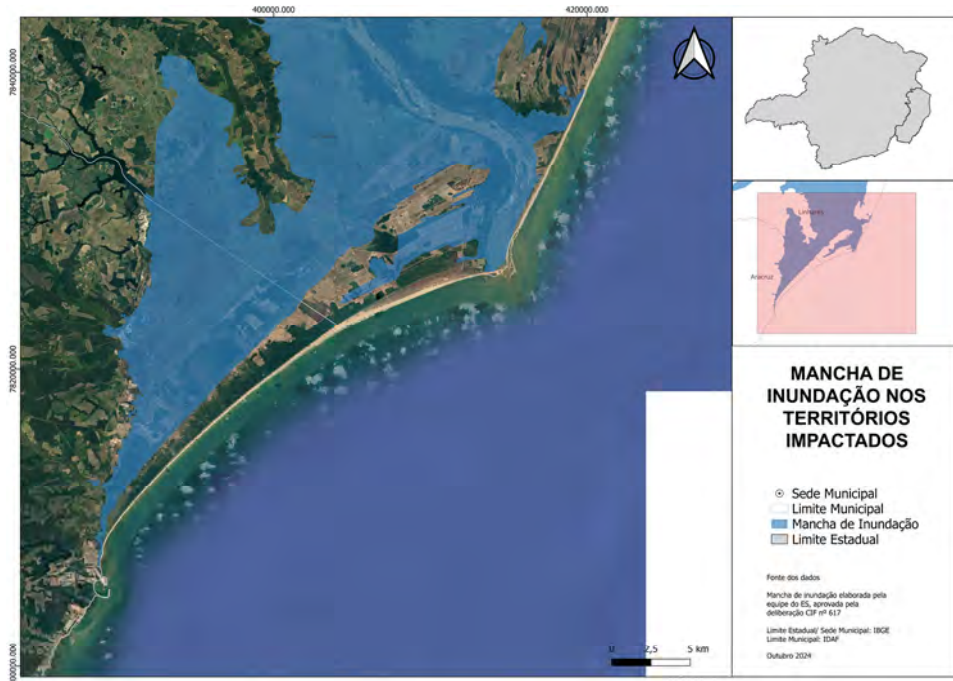 400000.000
420000.000
7840000.000
7820000.000
00000.000
0
2,5
5 km
Linhares
Aracruz
MANCHA DE
INUNDAÇÃO NOS
TERRITÓRIOS
IMPACTADOS
Sede Municipal
Limite Municipal
Mancha de Inundação
Limite Estadual
Fonte dos dados
Mancha de inundação elaborada pela
equipe do ES, aprovada pela
deliberação CIF nº 617
Limite Estadual/ Sede Municipal: IBGE
Limite Municipal: IDAF
Outubro 2024